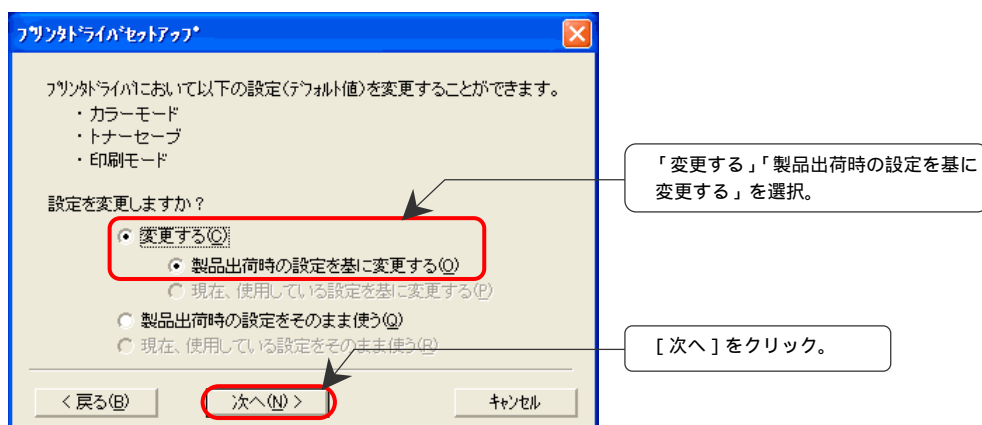 ﾌﾟﾘﾝﾀﾄﾞﾗｲﾊﾞｾｯﾄｱｯﾌﾟ
ﾌﾟﾘﾝﾀﾄﾞﾗｲﾊﾞにおいて以下の設定(ﾃﾞﾌｫﾙﾄ値)を変更することができます。
・カラーモード
・トナーセーブ
・印刷モード
設定を変更しますか？
変更する(C)
製品出荷時の設定を基に変更する(O)
現在、使用している設定を基に変更する(P)
製品出荷時の設定をそのまま使う(Q)
現在、使用している設定をそのまま使う(R)
< 戻る(B)
次へ(N) >
ｷｬﾝｾﾙ
「変更する」「製品出荷時の設定を基に
変更する」を選択。
[ 次へ ] をクリック。